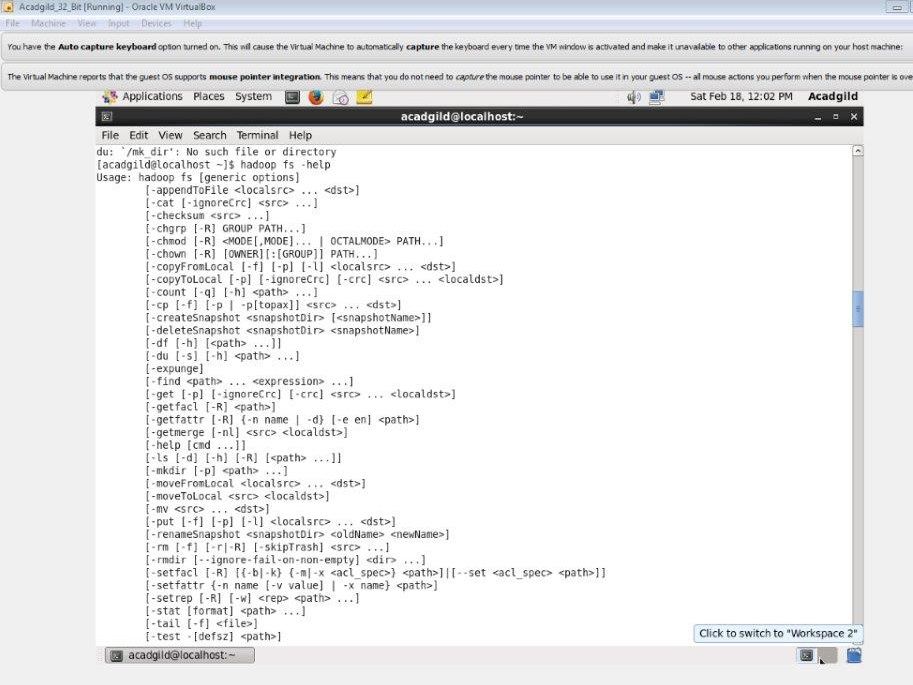 Acadgild_32_Bit [Running] - Oracle VM VirtualBox
File Machine View Input Devices Help
You have the Auto capture keyboard option turned on. This will cause the Virtual Machine to automatically capture the keyboard every time the VM window is activated and make it unavailable to other applications running on your host machine:
The Virtual Machine reports that the guest OS supports mouse pointer integration. This means that you do not need to capture the mouse pointer to be able to use it in your guest OS -- all mouse actions you perform when the mouse pointer is ove
Applications Places System Sat Feb 18, 12:02 PM Acadgild
acadgild@localhost:~
File Edit View Search Terminal Help
du: `/mk_dir': No such file or directory
[acadgild@localhost ~]$ hadoop fs -help
Usage: hadoop fs [generic options]
[-appendToFile <localsrc> ... <dst>]
[-cat [-ignoreCrc] <src> ...]
[-checksum <src> ...]
[-chgrp [-R] GROUP PATH...]
[-chmod [-R] <MODE[,MODE]... | OCTALMODE> PATH...]
[-chown [-R] [OWNER][:[GROUP]] PATH...]
[-copyFromLocal [-f] [-p] [-l] <localsrc> ... <dst>]
[-copyToLocal [-p] [-ignoreCrc] [-crc] <src> ... <localdst>]
[-count [-q] [-h] <path> ...]
[-cp [-f] [-p | -p[topax]] <src> ... <dst>]
[-createSnapshot <snapshotDir> [<snapshotName>]]
[-deleteSnapshot <snapshotDir> <snapshotName>]
[-df [-h] [<path> ...]]
[-du [-s] [-h] <path> ...]
[-expunge]
[-find <path> ... <expression> ...]
[-get [-p] [-ignoreCrc] [-crc] <src> ... <localdst>]
[-getfacl [-R] <path>]
[-getfattr [-R] {-n name | -d} [-e en] <path>]
[-getmerge [-nl] <src> <localdst>]
[-help [cmd ...]]
[-ls [-d] [-h] [-R] [<path> ...]]
[-mkdir [-p] <path> ...]
[-moveFromLocal <localsrc> ... <dst>]
[-moveToLocal <src> <localdst>]
[-mv <src> ... <dst>]
[-put [-f] [-p] [-l] <localsrc> ... <dst>]
[-renameSnapshot <snapshotDir> <oldName> <newName>]
[-rm [-f] [-r|-R] [-skipTrash] <src> ...]
[-rmdir [--ignore-fail-on-non-empty] <dir> ...]
[-setfacl [-R] [{-b|-k} {-m|-x <acl_spec>} <path>]|[--set <acl_spec> <path>]]
[-setfattr {-n name [-v value] | -x name} <path>]
[-setrep [-R] [-w] <rep> <path> ...]
[-stat [format] <path> ...]
[-tail [-f] <file>]
[-test -[defsz] <path>]
Click to switch to "Workspace 2"
acadgild@localhost:~